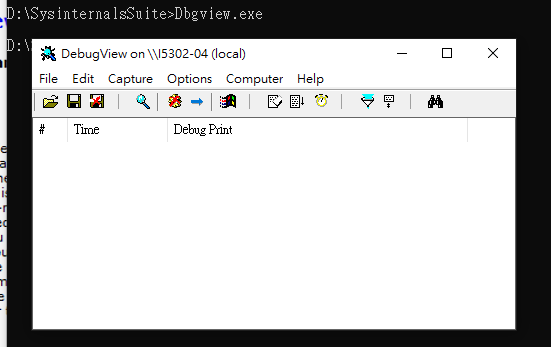 D:\SysinternalsSuite>Dbgview.exe
D:\
DebugView on \\I5302-04 (local)
File Edit Capture Options Computer Help
# Time Debug Print